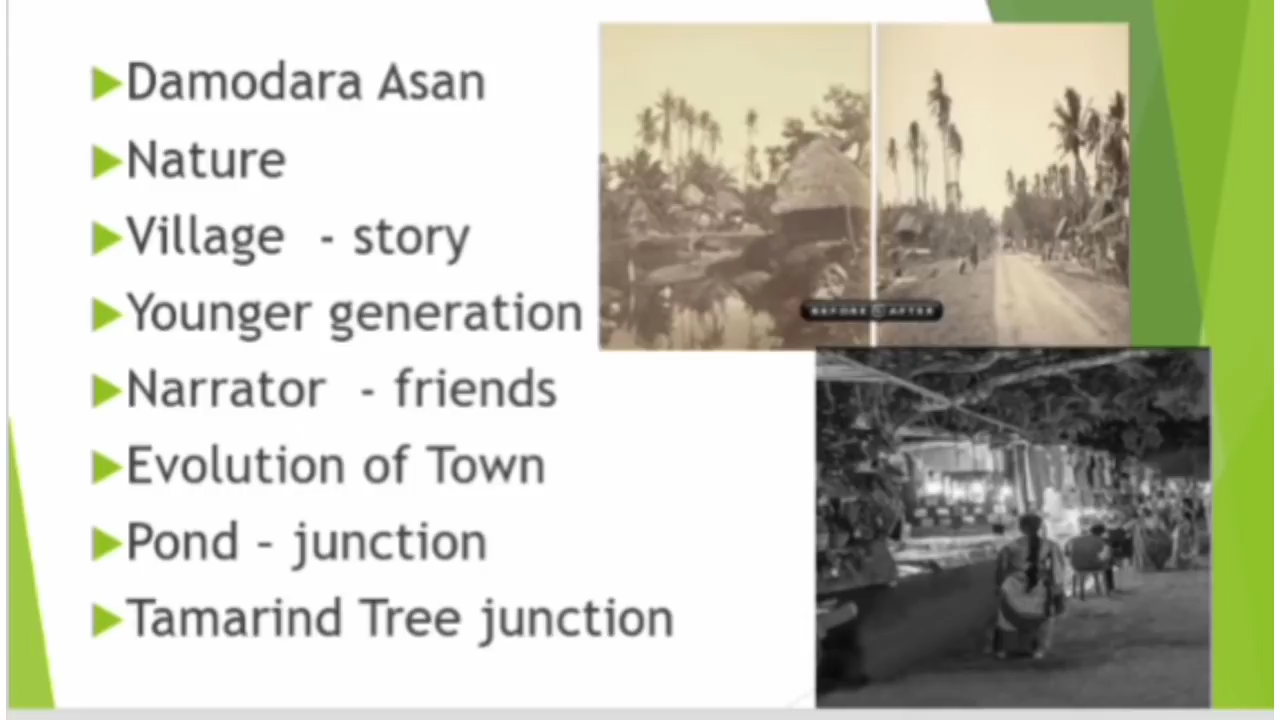 Damodara Asan
Nature
Village - story
Younger generation
Narrator - friends
Evolution of Town
Pond – junction
Tamarind Tree junction
BEFORE AFTER